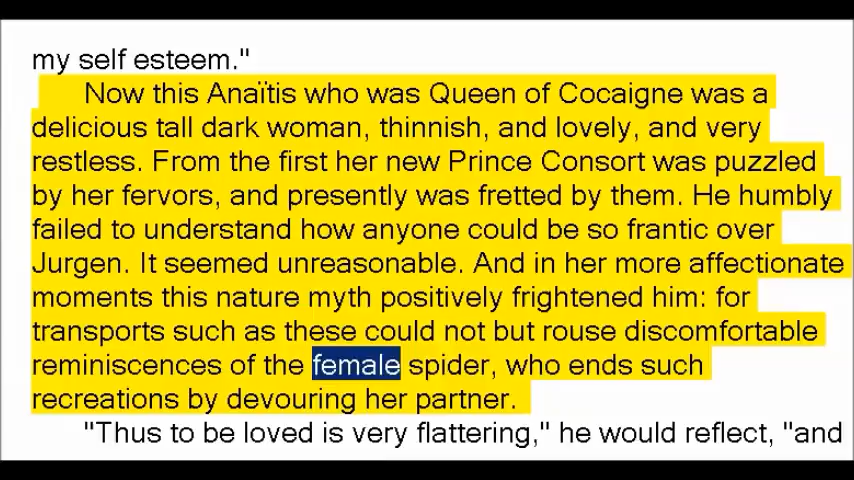 my self esteem."
Now this Anaïtis who was Queen of Cocaigne was a
delicious tall dark woman, thinnish, and lovely, and very
restless. From the first her new Prince Consort was puzzled
by her fervors, and presently was fretted by them. He humbly
failed to understand how anyone could be so frantic over
Jurgen. It seemed unreasonable. And in her more affectionate
moments this nature myth positively frightened him: for
transports such as these could not but rouse discomfortable
reminiscences of the female spider, who ends such
recreations by devouring her partner.
"Thus to be loved is very flattering," he would reflect, "and